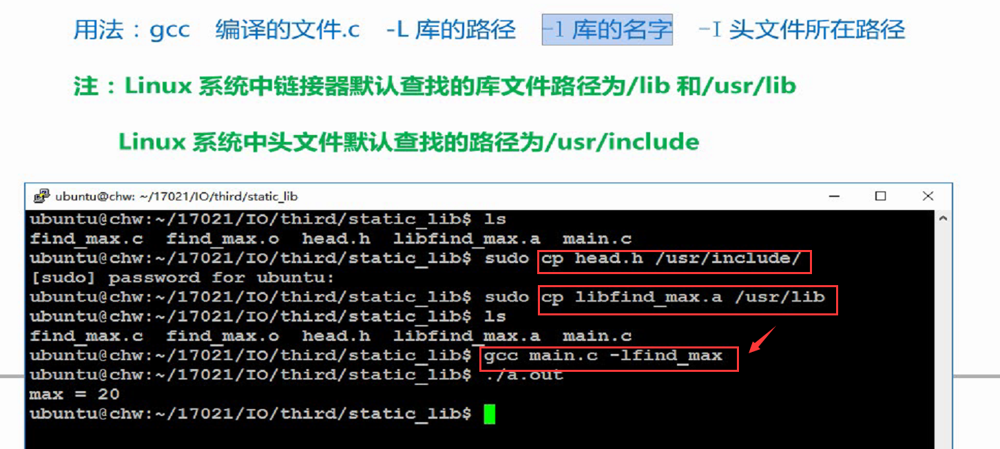 用法：gcc 编译的文件.c -L 库的路径 -l 库的名字 -I 头文件所在路径
注：Linux 系统中链接器默认查找的库文件路径为/lib 和/usr/lib
Linux 系统中头文件默认查找的路径为/usr/include
ubuntu@chw: ~/17021/IO/third/static_lib
ubuntu@chw:~/17021/IO/third/static_lib$ ls
find_max.c find_max.o head.h libfind_max.a main.c
ubuntu@chw:~/17021/IO/third/static_lib$ sudo cp head.h /usr/include/
[sudo] password for ubuntu:
ubuntu@chw:~/17021/IO/third/static_lib$ sudo cp libfind_max.a /usr/lib
ubuntu@chw:~/17021/IO/third/static_lib$ ls
find_max.c find_max.o head.h libfind_max.a main.c
ubuntu@chw:~/17021/IO/third/static_lib$ gcc main.c -lfind_max
ubuntu@chw:~/17021/IO/third/static_lib$ ./a.out
max = 20
ubuntu@chw:~/17021/IO/third/static_lib$